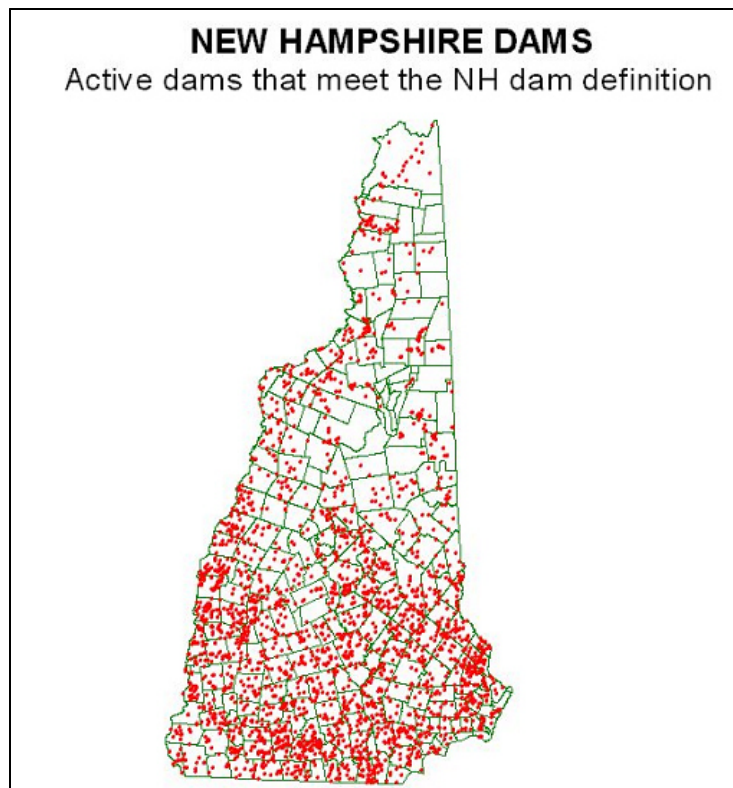 NEW HAMPSHIRE DAMS
Active dams that meet the NH dam definition